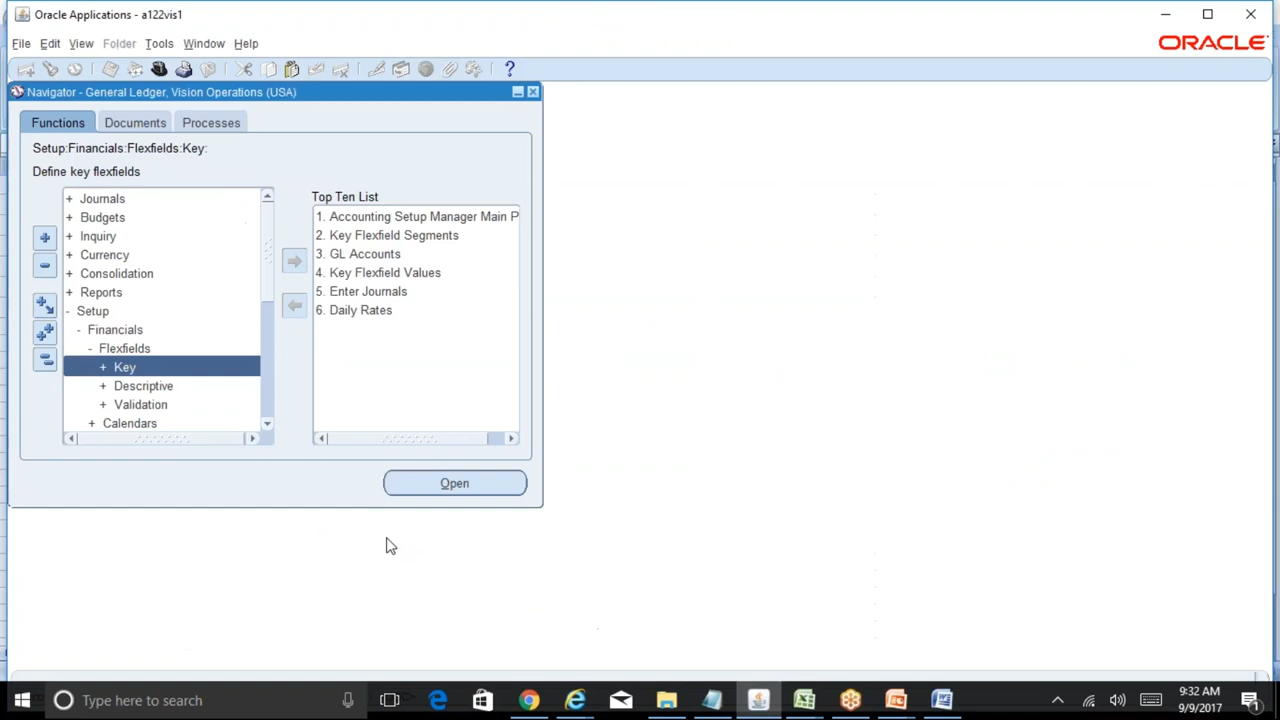 Oracle Applications - a122vis1
File Edit View Folder Tools Window Help
ORACLE
Navigator - General Ledger, Vision Operations (USA)
Functions Documents Processes
Setup:Financials:Flexfields:Key:
Define key flexfields
+ Journals
+ Budgets
+ Inquiry
+ Currency
+ Consolidation
+ Reports
- Setup
- Financials
- Flexfields
+ Key
+ Descriptive
+ Validation
+ Calendars
Top Ten List
1. Accounting Setup Manager Main P
2. Key Flexfield Segments
3. GL Accounts
4. Key Flexfield Values
5. Enter Journals
6. Daily Rates
Open
Type here to search
9:32 AM
9/9/2017